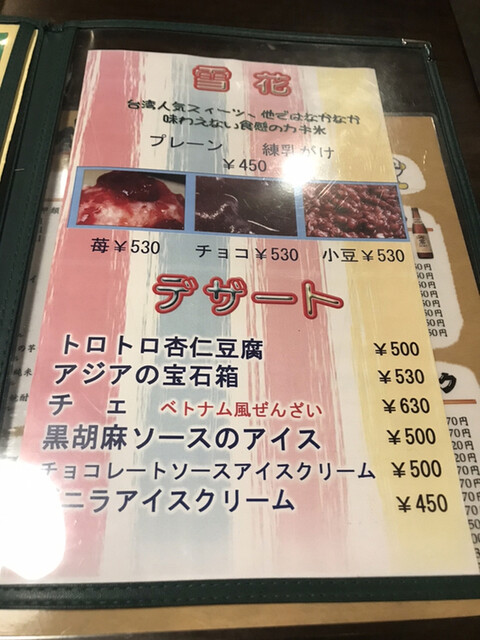 雪花
台湾人気スイーツ、他ではなかなか
味わえない食感のカキ氷
プレーン 練乳がけ
¥450
苺¥530 チョコ¥530 小豆¥530
デザート
トロトロ杏仁豆腐 ¥500
アジアの宝石箱 ¥530
チェ ベトナム風ぜんざい ¥630
黒胡麻ソースのアイス ¥500
チョコレートソースアイスクリーム ¥500
ニラアイスクリーム ¥450